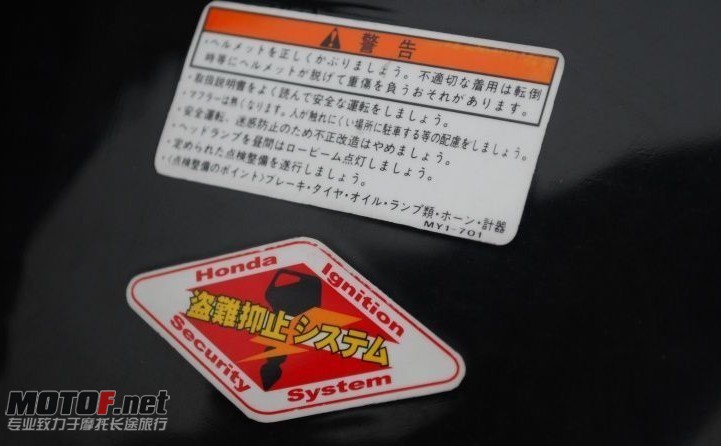 警告
・ヘルメットを正しくかぶりましょう。不適切な着用は転倒
時等にヘルメットが脱げて重傷を負うおそれがあります。
・取扱説明書をよく読んで安全な運転をしましょう。
・マフラーは熱くなります。人が触れにくい場所に駐車する等の配慮をしましょう。
・安全運転、迷惑防止のため不正改造はやめましょう。
・ヘッドランプを昼間はロービーム点灯しましょう。
・定められた点検整備を遂行しましょう。
・〈点検整備のポイント〉ブレーキ・タイヤ・オイル・ランプ類・ホーン・計器
MY1-701
Honda Ignition
盗難抑止システム
Security System
MOTOF.net
专业致力于摩托长途旅行